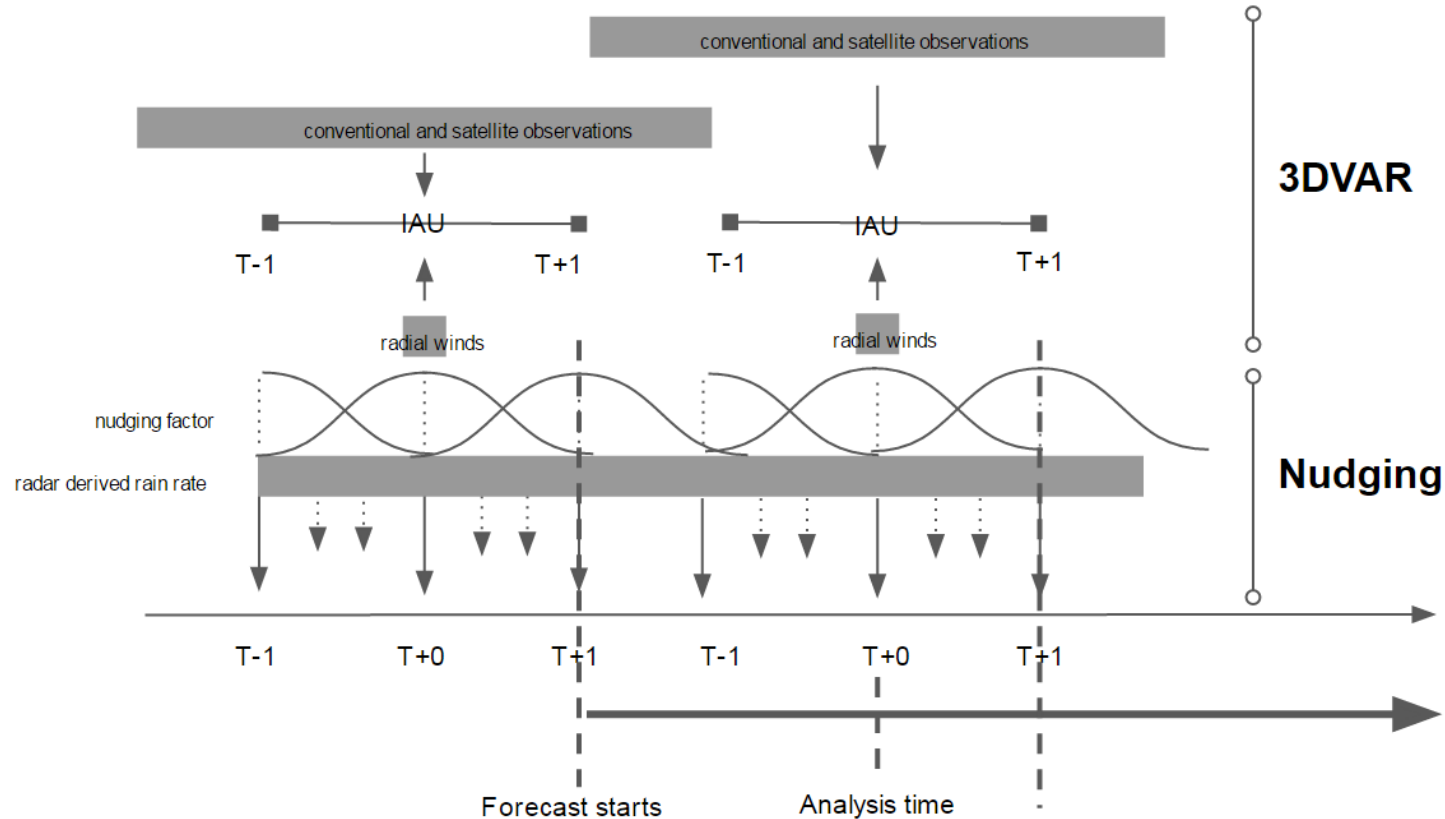 conventional and satellite observations
conventional and satellite observations
3DVAR
IAU
IAU
T-1
T+1
T-1
T+1
radial winds
radial winds
nudging factor
Nudging
radar derived rain rate
T-1
T+0
T+1
T-1
T+0
T+1
Forecast starts
Analysis time